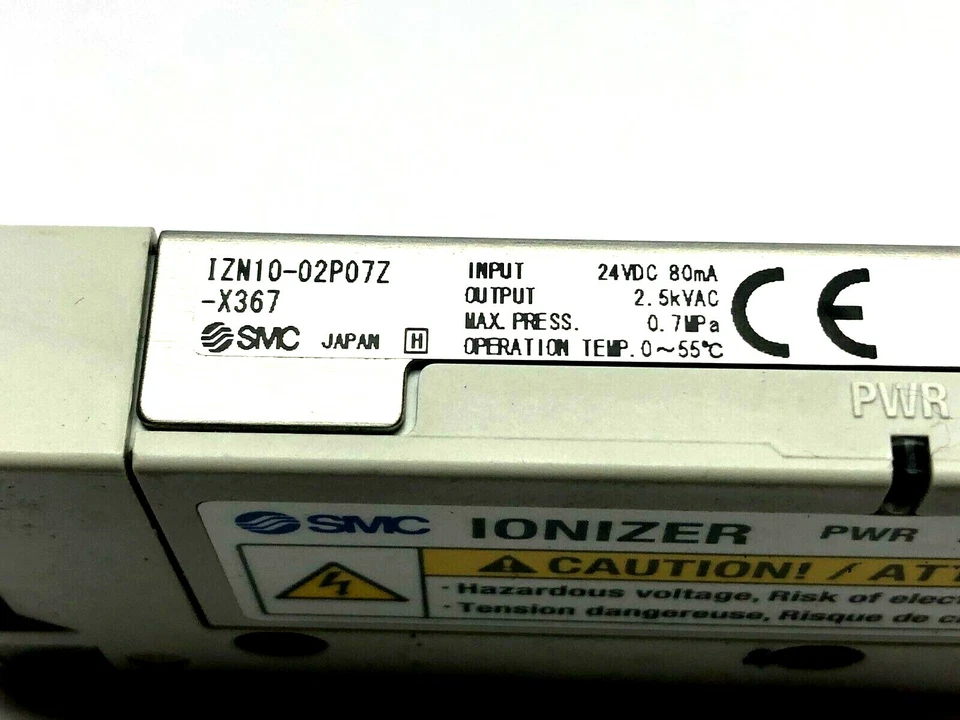 IZN10-02P07Z
-X367
SMC JAPAN H
INPUT 24VDC 80mA
OUTPUT 2.5kVAC
MAX. PRESS. 0.7MPa
OPERATION TEMP. 0~55℃
CE
PWR
SMC IONIZER PWR
CAUTION! / ATT
· Hazardous voltage, Risk of elect
· Tension dangereuse, Risque de c